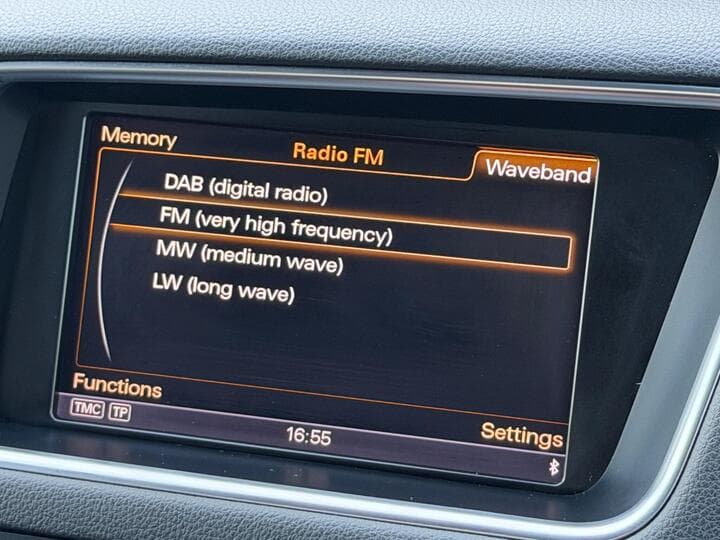 Memory
Radio FM
Waveband
DAB (digital radio)
FM (very high frequency)
MW (medium wave)
LW (long wave)
Functions
Settings
TMC TP
16:55